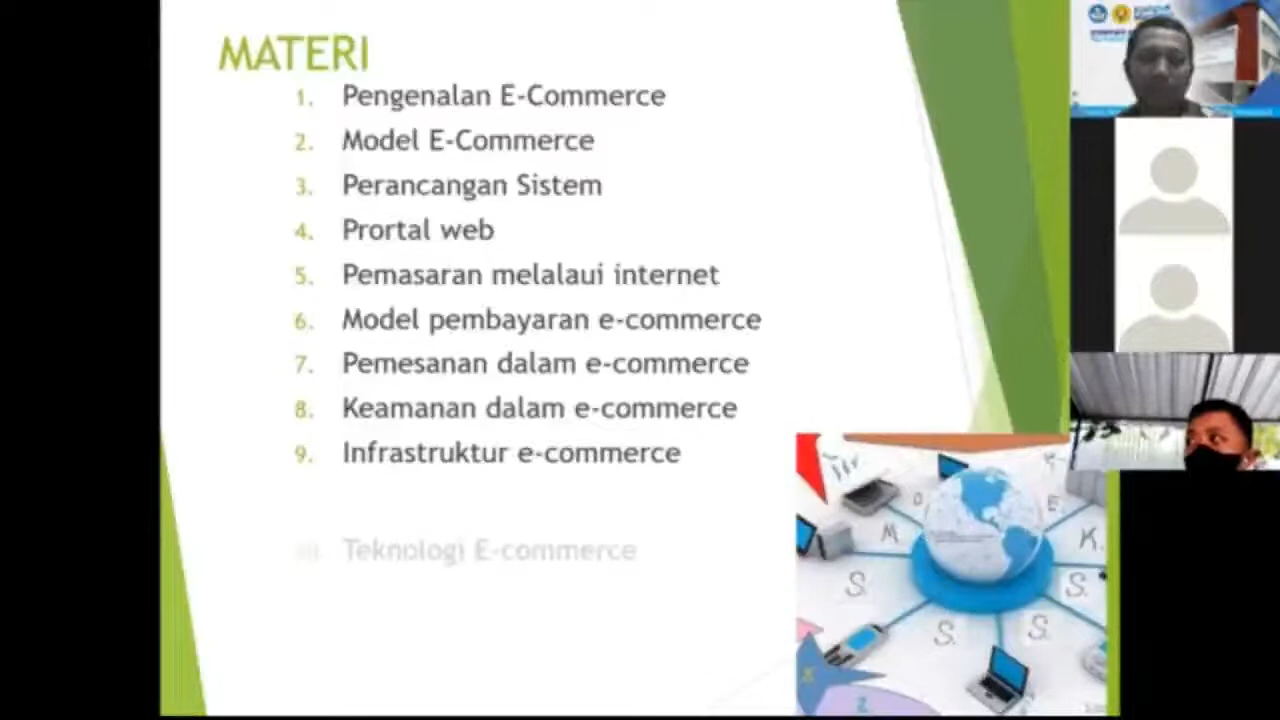 MATERI
1. Pengenalan E-Commerce
2. Model E-Commerce
3. Perancangan Sistem
4. Prortal web
5. Pemasaran melalaui internet
6. Model pembayaran e-commerce
7. Pemesanan dalam e-commerce
8. Keamanan dalam e-commerce
9. Infrastruktur e-commerce
Teknologi E-commerce
O
E
M
K.
S.
S.
S.
S.